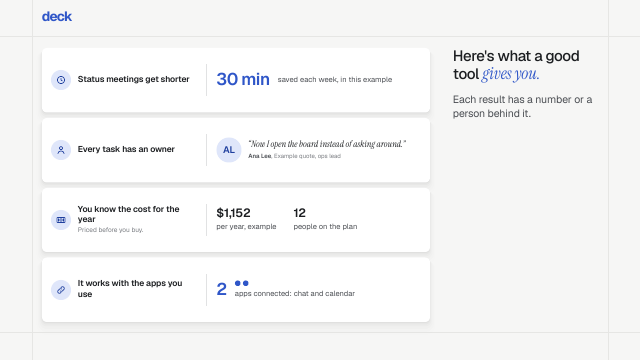 deck
Status meetings get shorter
30 min saved each week, in this example
Every task has an owner
AL
"Now I open the board instead of asking around."
Ana Lee, Example quote, ops lead
You know the cost for the
year
Priced before you buy.
$1,152
per year, example
12
people on the plan
It works with the apps you
use
2
apps connected: chat and calendar
Here's what a good
tool gives you.
Each result has a number or a
person behind it.